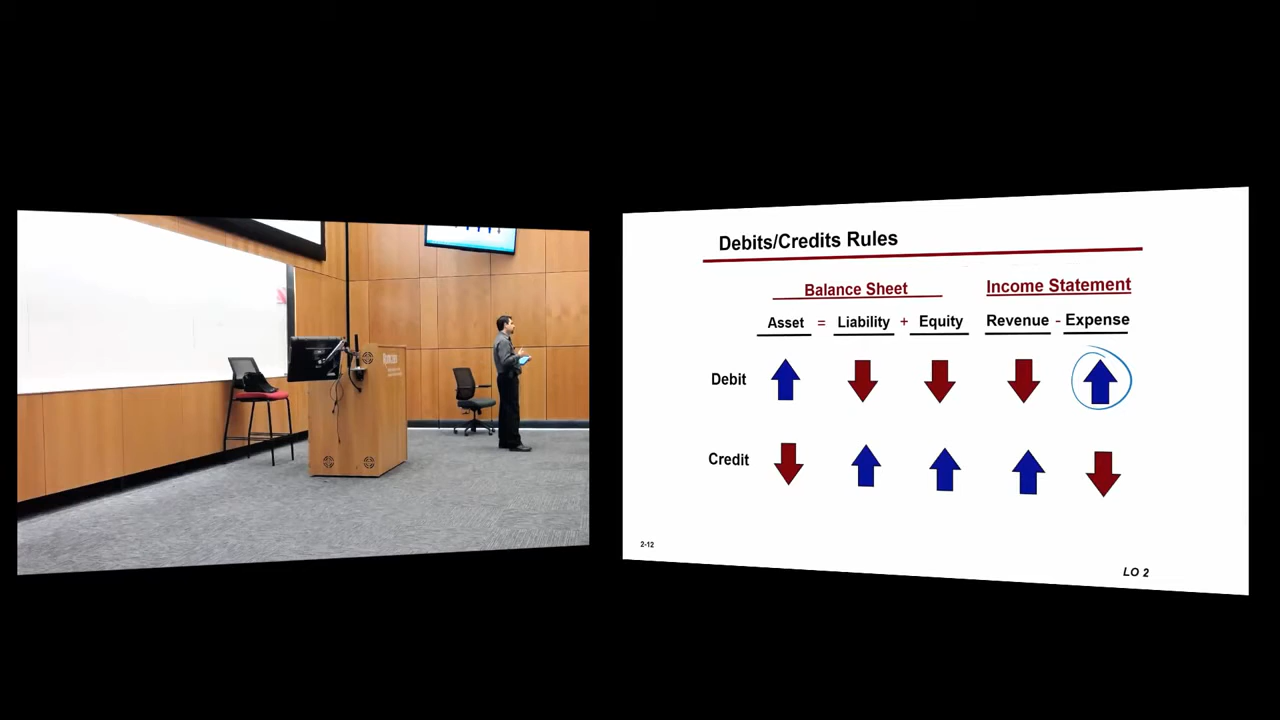 Debits/Credits Rules
Balance Sheet Income Statement
Asset = Liability + Equity Revenue - Expense
Debit
Credit
2-12
LO 2